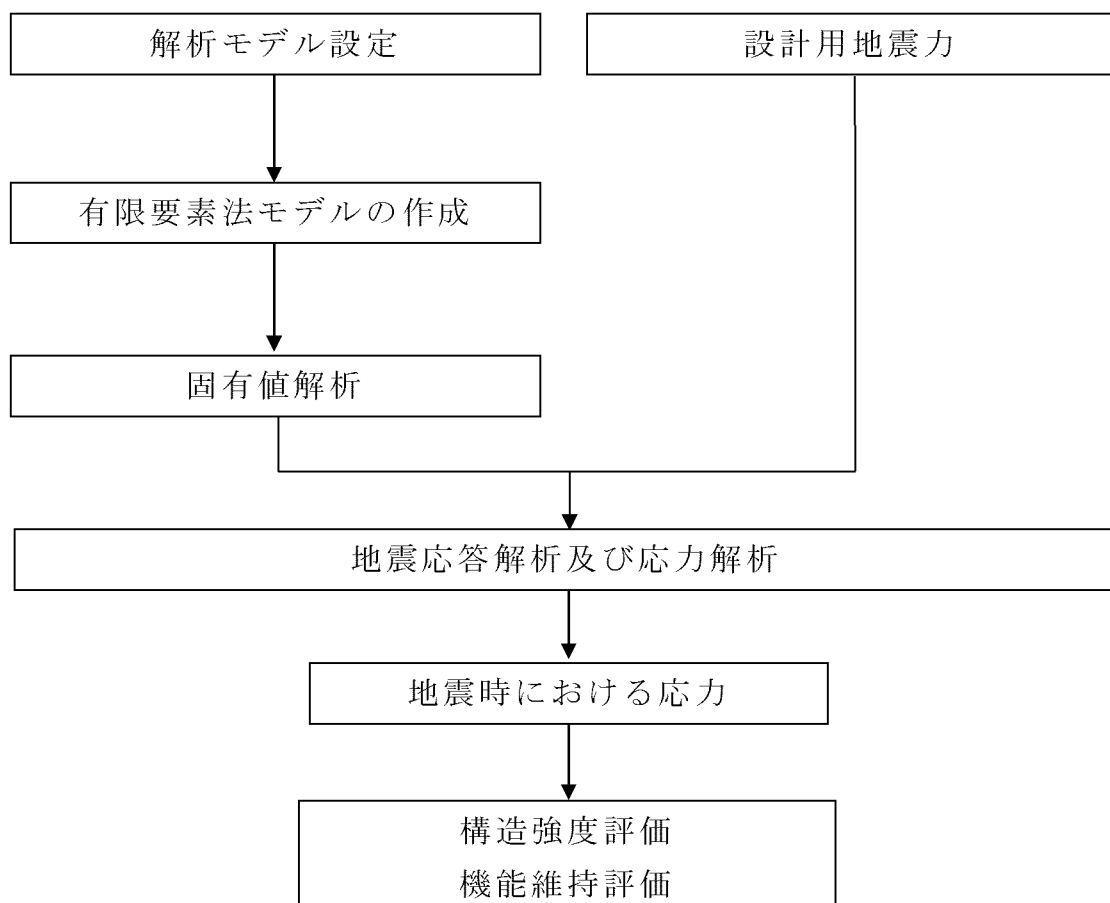 解析モデル設定
設計用地震力
有限要素法モデルの作成
固有値解析
地震応答解析及び応力解析
地震時における応力
構造強度評価
機能維持評価